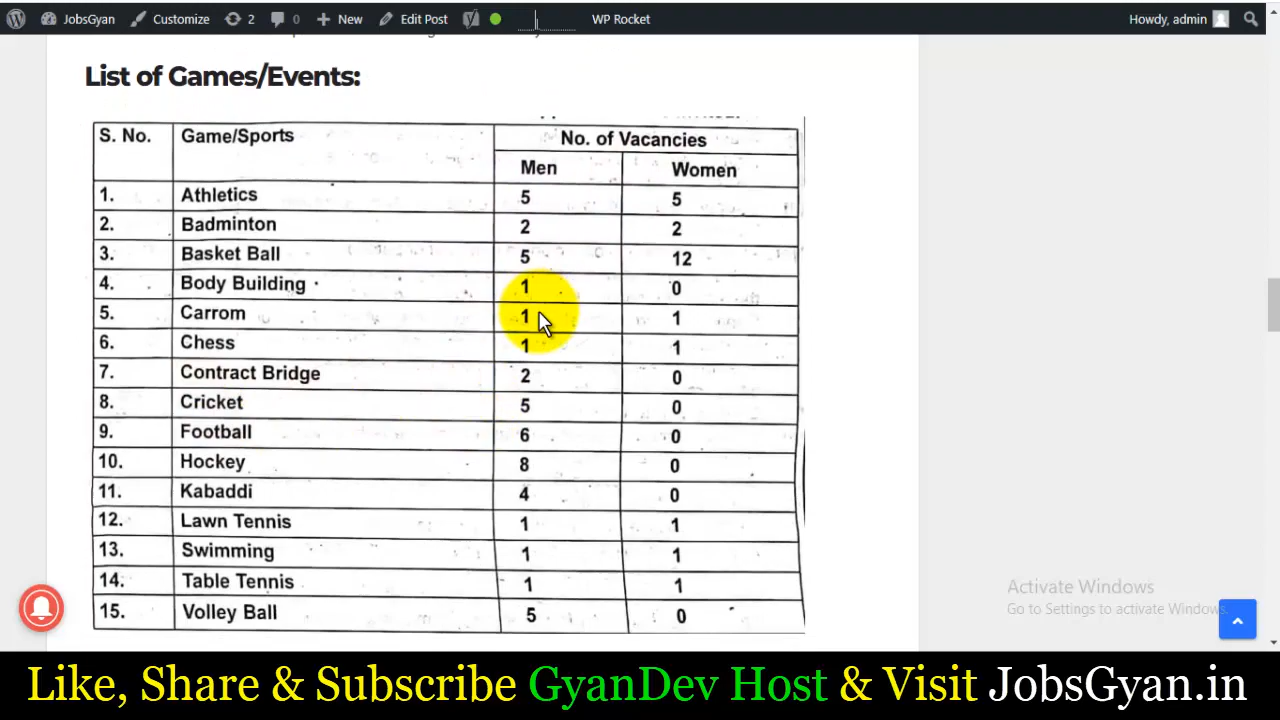 JobsGyan Customize 2 0 New Edit Post WP Rocket Howdy, admin
List of Games/Events:
S. No. Game/Sports No. of Vacancies
Men Women
1. Athletics 5 5
2. Badminton 2 2
3. Basket Ball 5 12
4. Body Building 1 0
5. Carrom 1 1
6. Chess 1 1
7. Contract Bridge 2 0
8. Cricket 5 0
9. Football 6 0
10. Hockey 8 0
11. Kabaddi 4 0
12. Lawn Tennis 1 1
13. Swimming 1 1
14. Table Tennis 1 1
15. Volley Ball 5 0
Activate Windows
Go to Settings to activate Windows.
Like, Share & Subscribe GyanDev Host & Visit JobsGyan.in